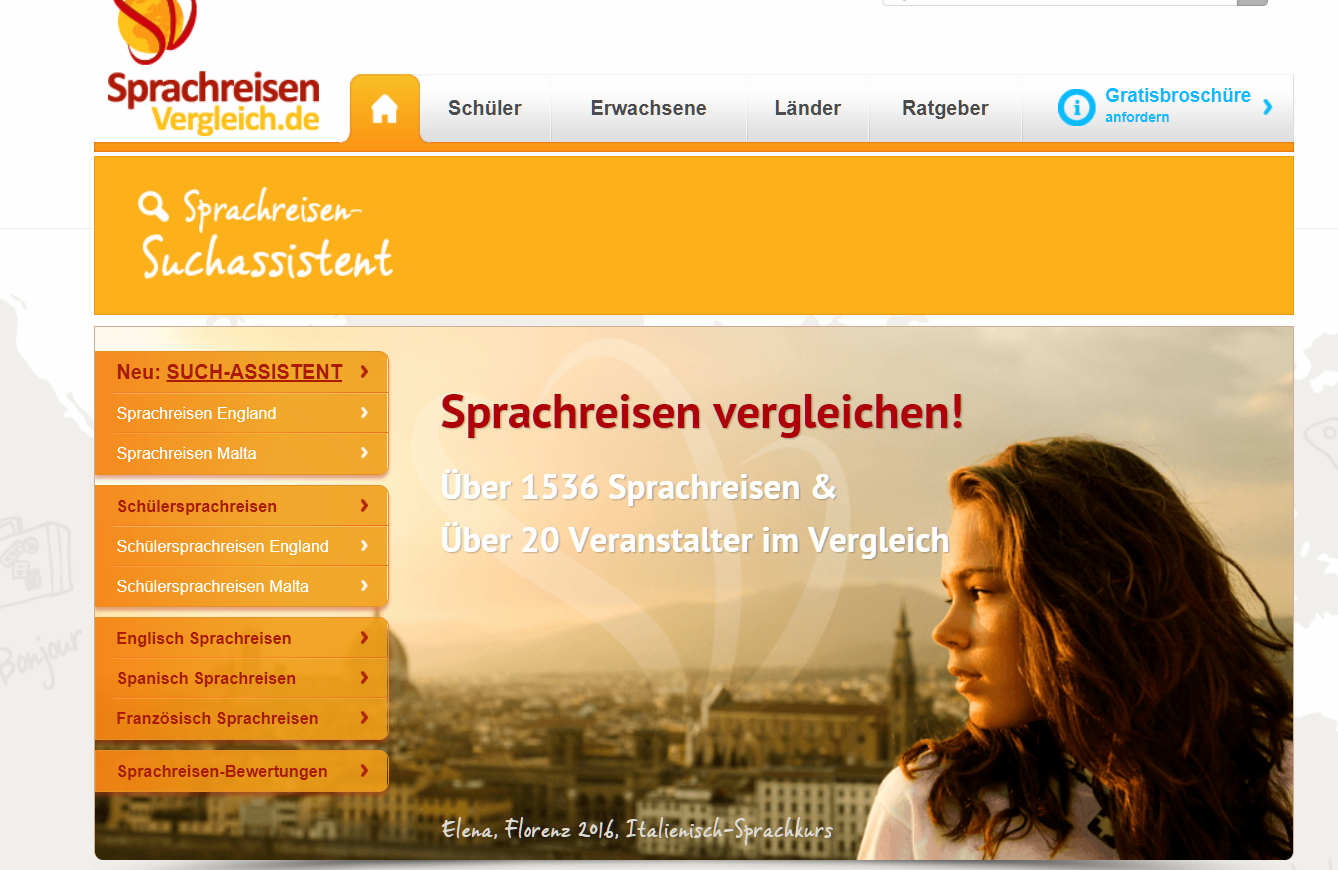 Sprachreisen
Vergleich.de
Schüler
Erwachsene
Länder
Ratgeber
Gratisbroschüre
anfordern
Sprachreisen-
Suchassistent
Neu: SUCH-ASSISTENT
Sprachreisen England
Sprachreisen Malta
Schülersprachreisen
Schülersprachreisen England
Schülersprachreisen Malta
Englisch Sprachreisen
Spanisch Sprachreisen
Französisch Sprachreisen
Sprachreisen-Bewertungen
Sprachreisen vergleichen!
Über 1536 Sprachreisen &
Über 20 Veranstalter im Vergleich
Elena, Florenz 2016, Italienisch-Sprachkurs
Bonjour